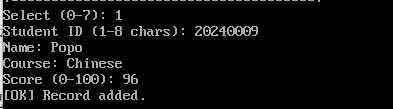 Select (0-7): 1
Student ID (1-8 chars): 20240009
Name: Popo
Course: Chinese
Score (0-100): 96
[OK] Record added.